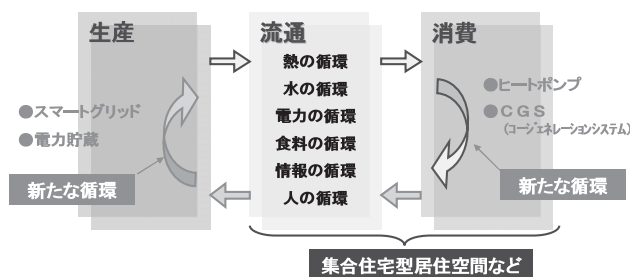 生産
流通
消費
●スマートグリッド
●電力貯蔵
新たな循環
熱の循環
水の循環
電力の循環
食料の循環
情報の循環
人の循環
●ヒートポンプ
●CGS
(コージェネレーションシステム)
新たな循環
集合住宅型居住空間など